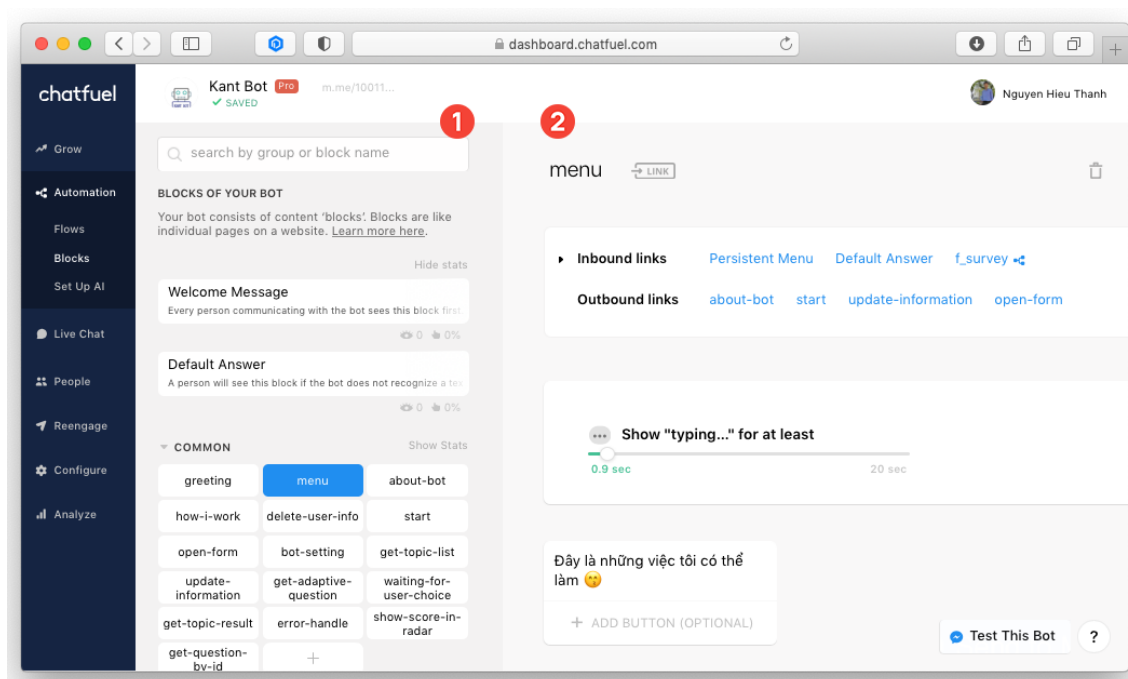 dashboard.chatfuel.com
chatfuel
Kant Bot Pro m.me/10011...
SAVED
Nguyen Hieu Thanh
Grow
Automation
Flows
Blocks
Set Up AI
Live Chat
People
Reengage
Configure
Analyze
1
search by group or block name
BLOCKS OF YOUR BOT
Your bot consists of content 'blocks'. Blocks are like
individual pages on a website. Learn more here.
Hide stats
Welcome Message
Every person communicating with the bot sees this block first.
0 0%
Default Answer
A person will see this block if the bot does not recognize a te
0 0%
COMMON Show Stats
greeting menu about-bot
how-i-work delete-user-info start
open-form bot-setting get-topic-list
update-
information
get-adaptive-
question
waiting-for-
user-choice
get-topic-result error-handle
show-score-in-
radar
get-question-
by-id
+
2
menu LINK
Inbound links Persistent Menu Default Answer f_survey
Outbound links about-bot start update-information open-form
... Show "typing..." for at least
0.9 sec 20 sec
Đây là những việc tôi có thể
làm 😙
+ ADD BUTTON (OPTIONAL)
Test This Bot ?